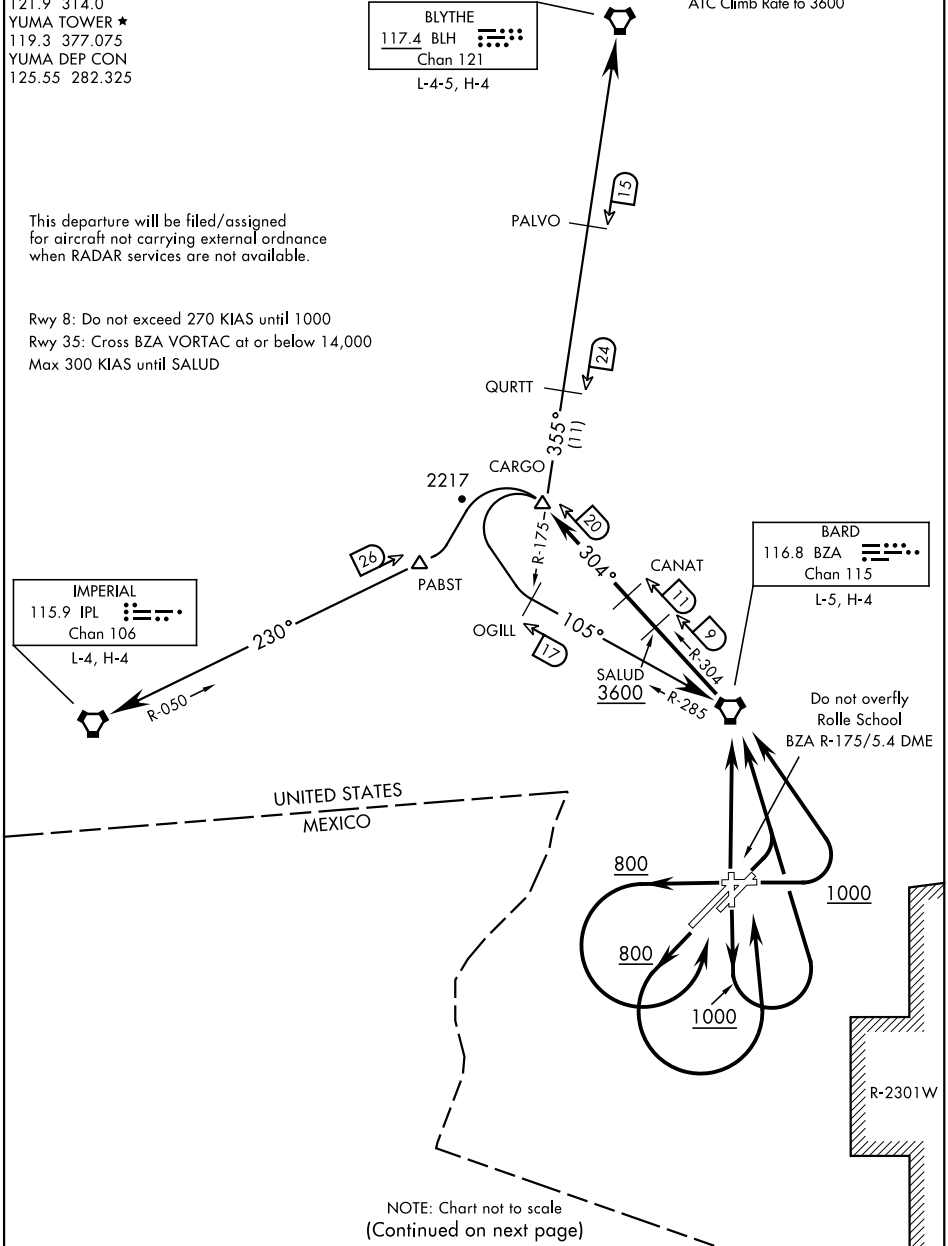 121.9 314.0
YUMA TOWER ★
119.3 377.075
YUMA DEP CON
125.55 282.325
BLYTHE
117.4 BLH
Chan 121
L-4-5, H-4
ATC Climb Rate to 3600
This departure will be filed/assigned
for aircraft not carrying external ordnance
when RADAR services are not available.
Rwy 8: Do not exceed 270 KIAS until 1000
Rwy 35: Cross BZA VORTAC at or below 14,000
Max 300 KIAS until SALUD
15
PALVO
24
QURTT
355°
(11)
CARGO
2217
20
R-175
304°
26
PABST
CANAT
11
9
R-304
BARD
116.8 BZA
Chan 115
L-5, H-4
IMPERIAL
115.9 IPL
Chan 106
L-4, H-4
230°
R-050
OGILL
17
105°
SALUD
3600
R-285
Do not overfly
Rolle School
BZA R-175/5.4 DME
UNITED STATES
MEXICO
800
1000
800
1000
R-2301W
NOTE: Chart not to scale
(Continued on next page)